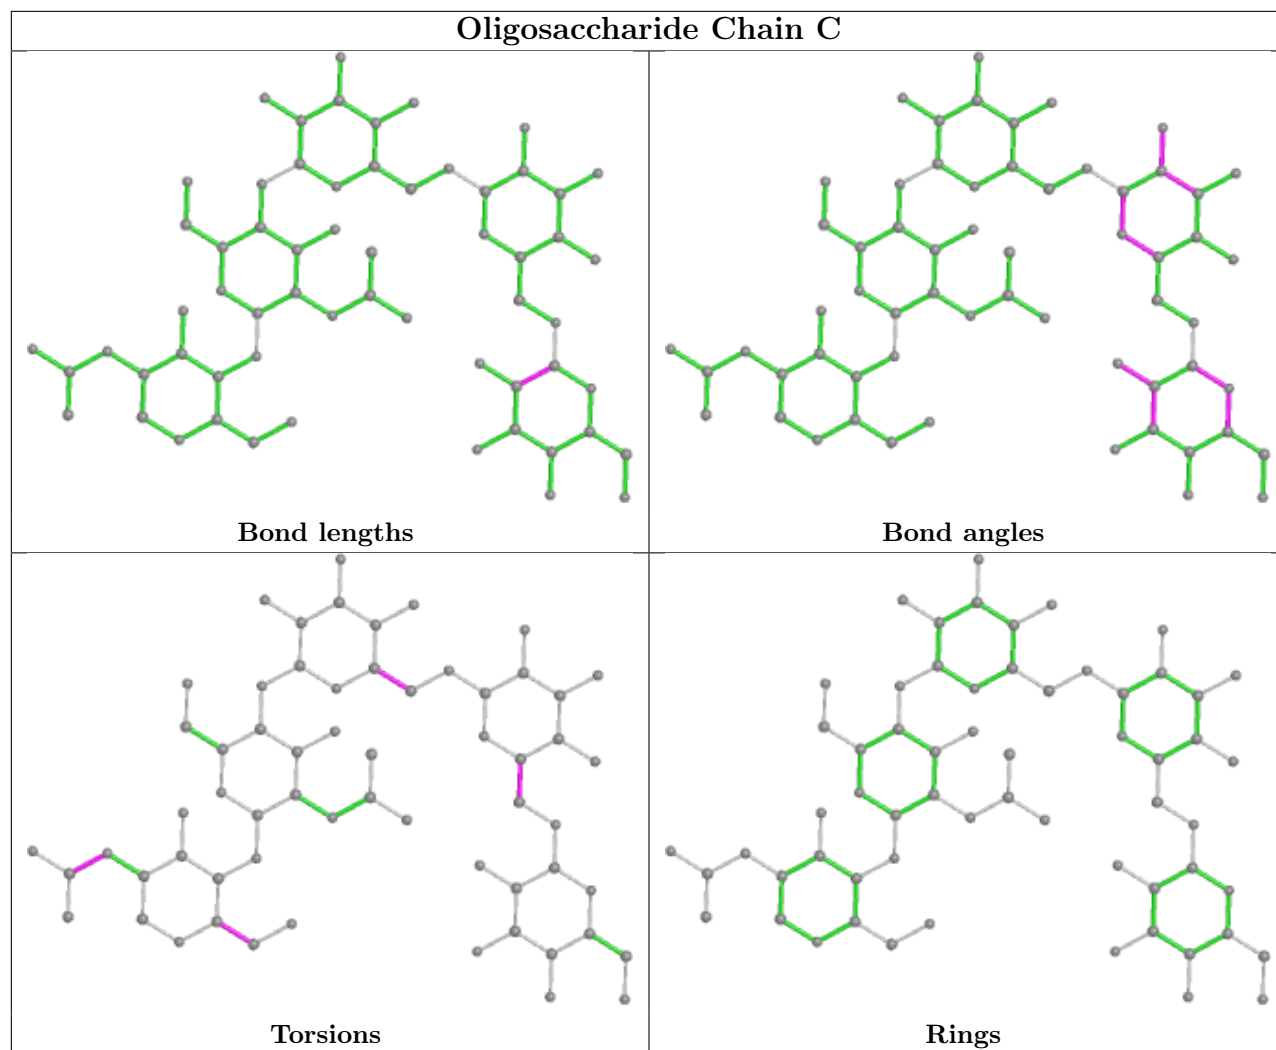 Oligosaccharide Chain C
Bond lengths
Bond angles
Torsions
Rings